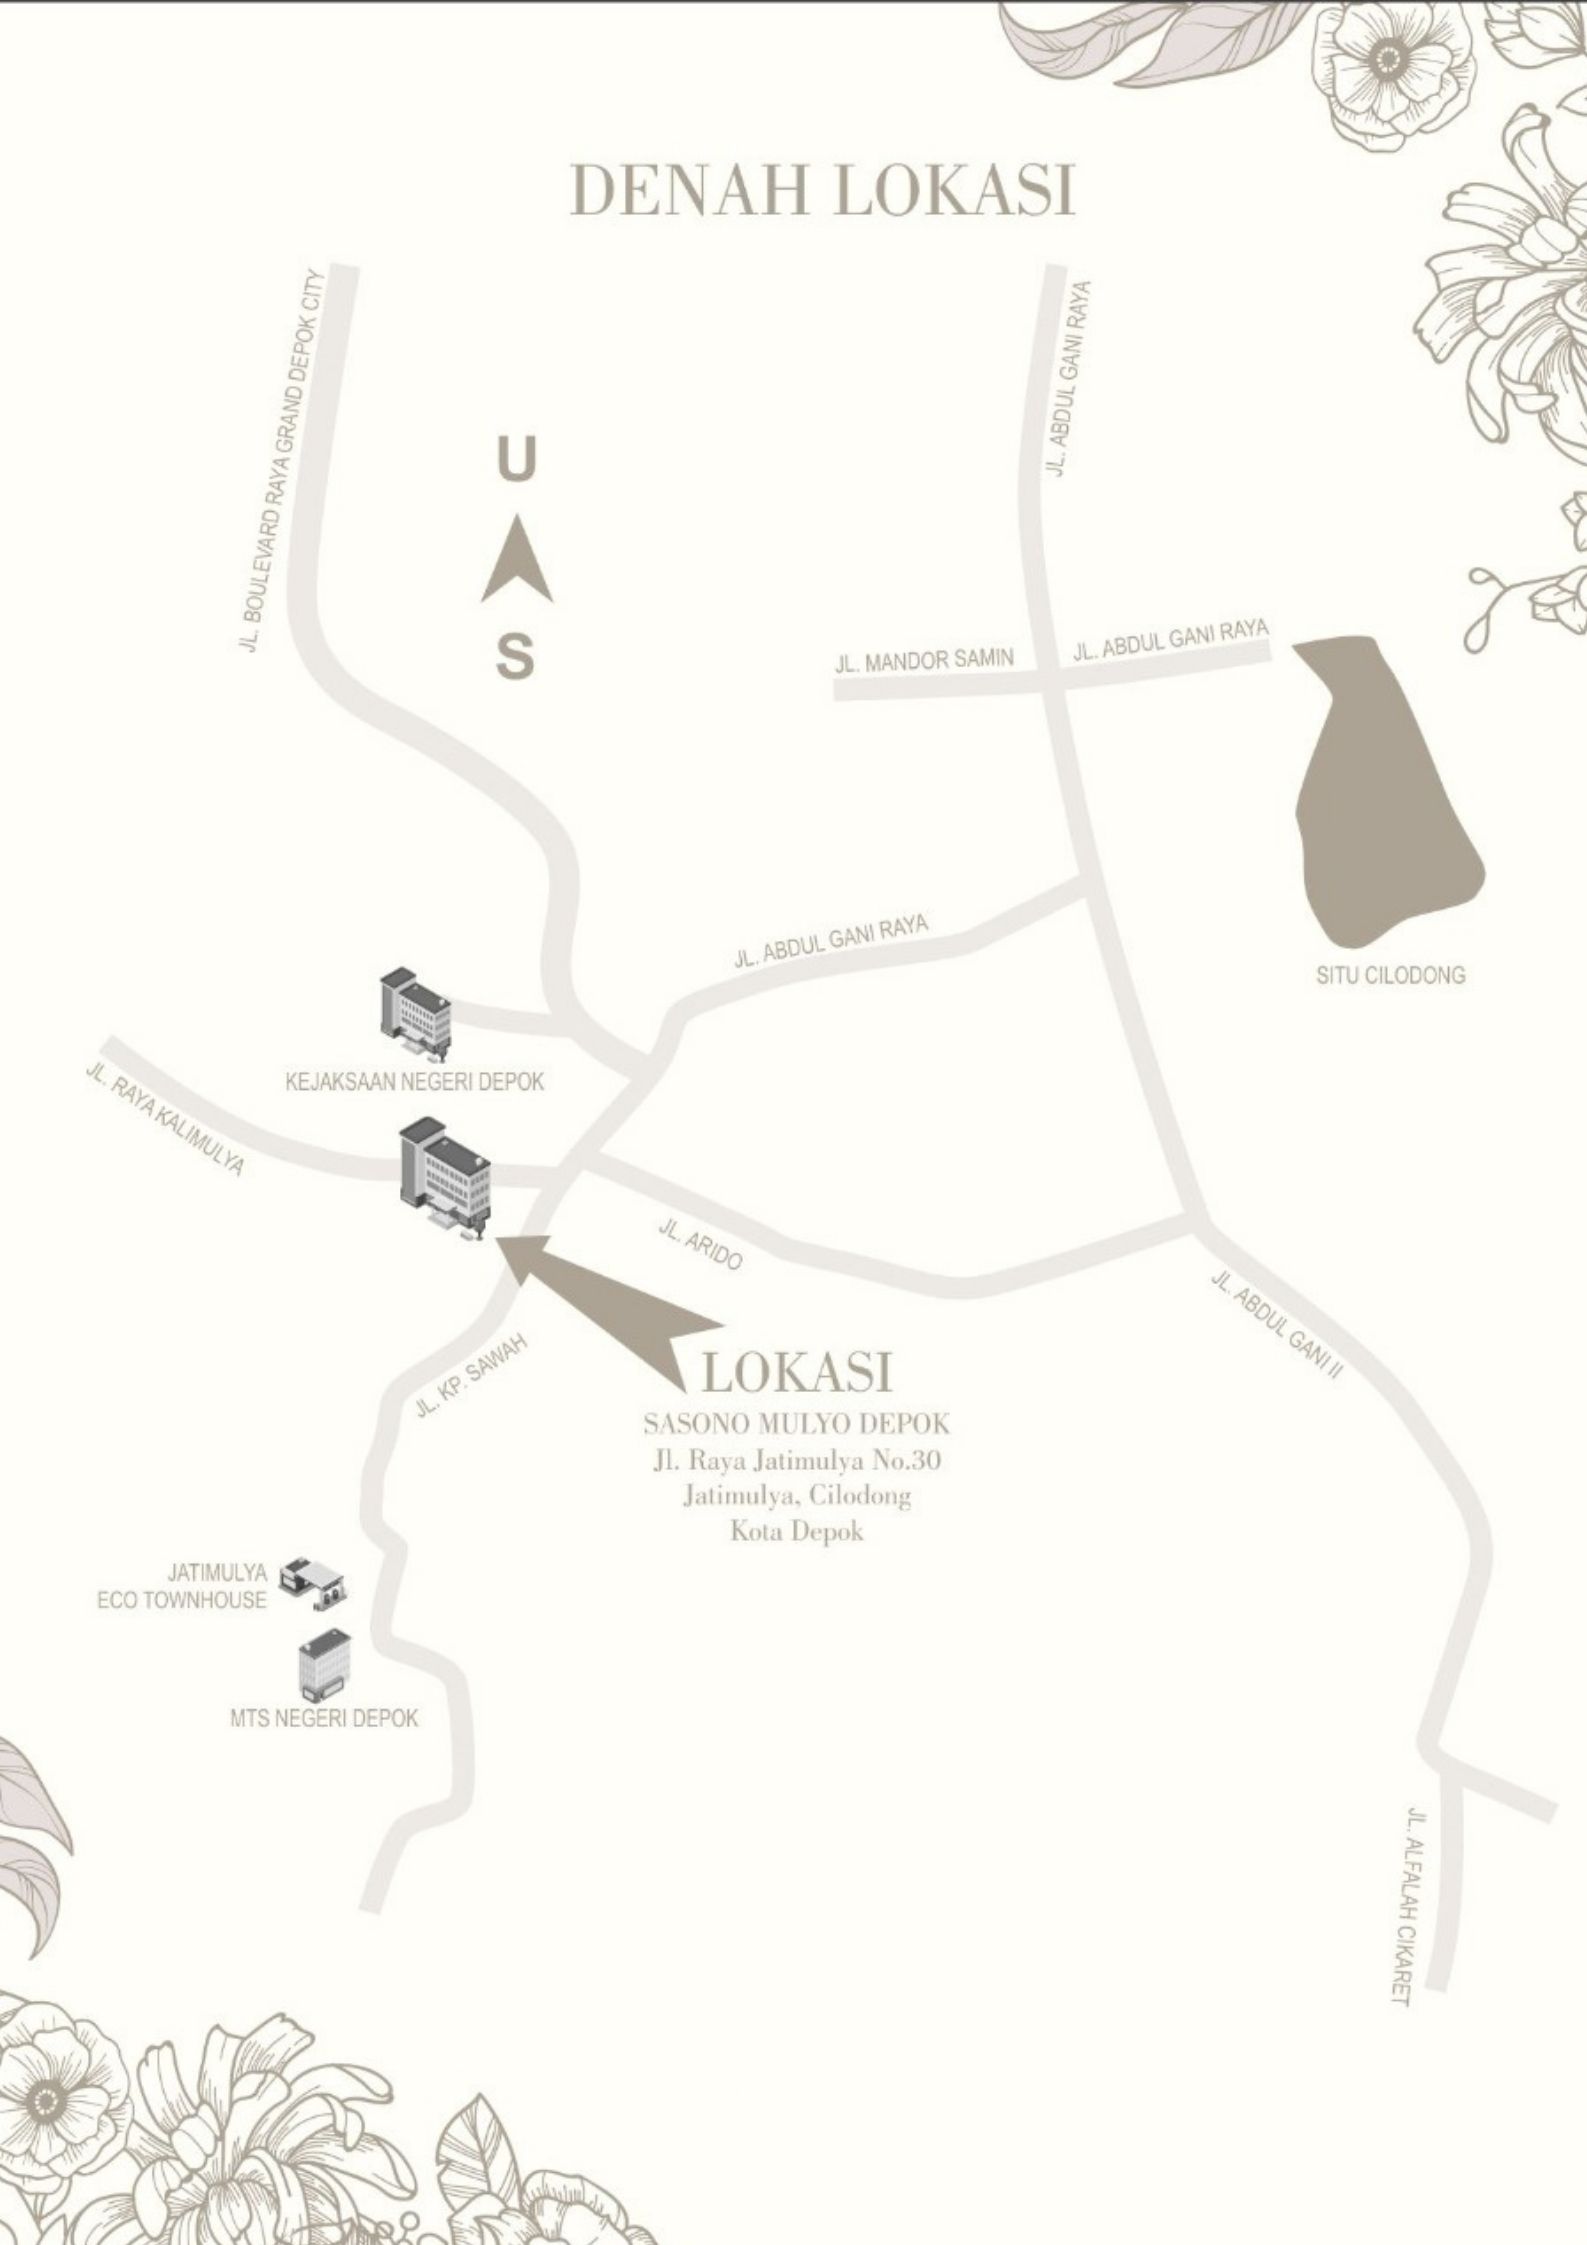 DENAH LOKASI
JL. BOULEVARD RAYA GRAND DEPOK CITY
JL. ABDUL GANI RAYA
U
S
JL. MANDOR SAMIN
JL. ABDUL GANI RAYA
JL. ABDUL GANI RAYA
SITU CILODONG
KEJAKSAAN NEGERI DEPOK
JL. RAYA KALIMULYA
JL. ARIDO
JL. ABDUL GANI II
JL. KP. SAWAH
LOKASI
SASONO MULYO DEPOK
Jl. Raya Jatimulya No.30
Jatimulya, Cilodong
Kota Depok
JATIMULYA
ECO TOWNHOUSE
MTS NEGERI DEPOK
JL. ALFALAH CIKARET